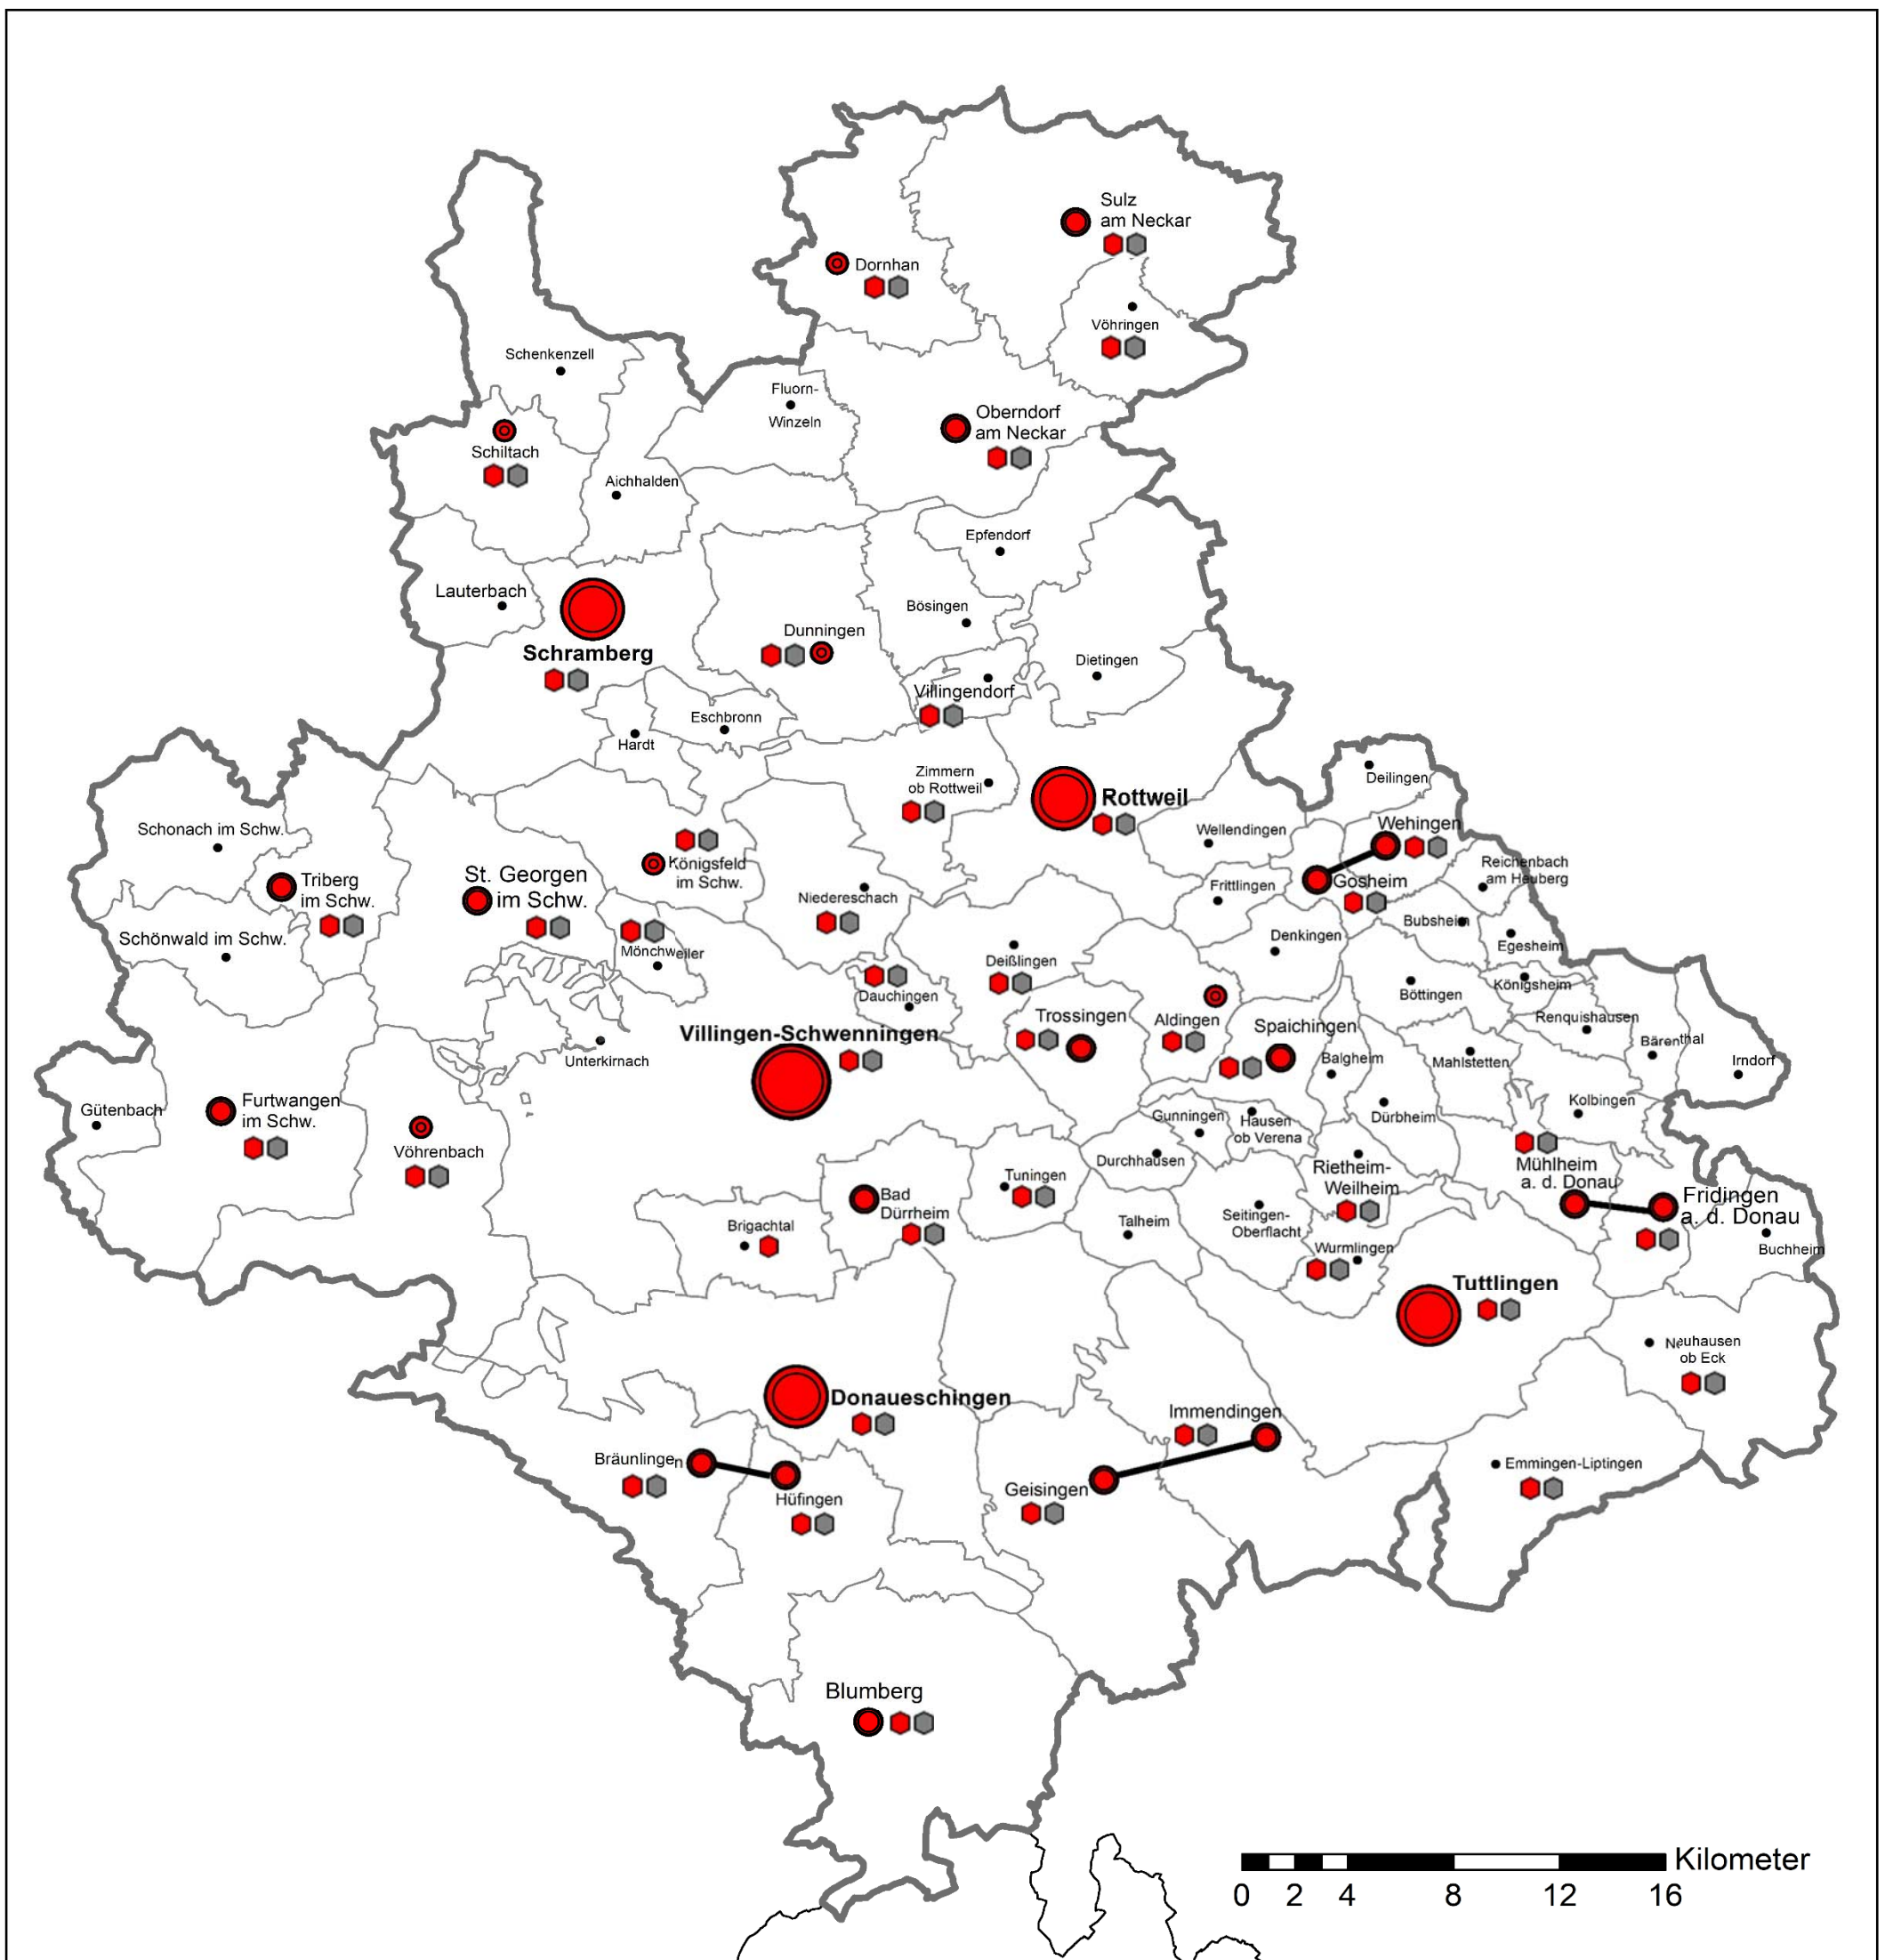 Sulz
am Neckar
Dornhan
Vöhringen
Schenkenzell
Fluorn-
Winzeln
Oberndorf
am Neckar
Schiltach
Aichhalden
Epfendorf
Lauterbach
Bösingen
Dunningen
Schramberg
Dietingen
Villingendorf
Eschbronn
Hardt
Zimmern
ob Rottweil
Deilingen
Rottweil
Wehingen
Schonach im Schw.
Wellendingen
Reichenbach
am Heuberg
Königsfeld
im Schw.
St. Georgen
im Schw.
Triberg
im Schw.
Gosheim
Frittlingen
Niedereschach
Bubsheim
Schönwald im Schw.
Denkingen
Egesheim
Mönchweiler
Deißlingen
Königsheim
Böttingen
Dauchingen
Trossingen
Aldingen
Spaichingen
Renquishausen
Villingen-Schwenningen
Bärenthal
Unterkirnach
Balgheim
Mahlstetten
Irndorf
Gütenbach
Furtwangen
im Schw.
Kolbingen
Gunningen
Hausen
ob Verena
Dürbheim
Vöhrenbach
Durchhausen
Rietheim-
Weilheim
Mühlheim
a. d. Donau
Tuningen
Bad
Dürrheim
Fridingen
a. d. Donau
Brigachtal
Talheim
Seitingen-
Oberflacht
Buchheim
Wurmlingen
Tuttlingen
Neuhausen
ob Eck
Donaueschingen
Immendingen
Bräunlingen
Emmingen-Liptingen
Geisingen
Hüfingen
Blumberg
Kilometer
0 2 4 8 12 16